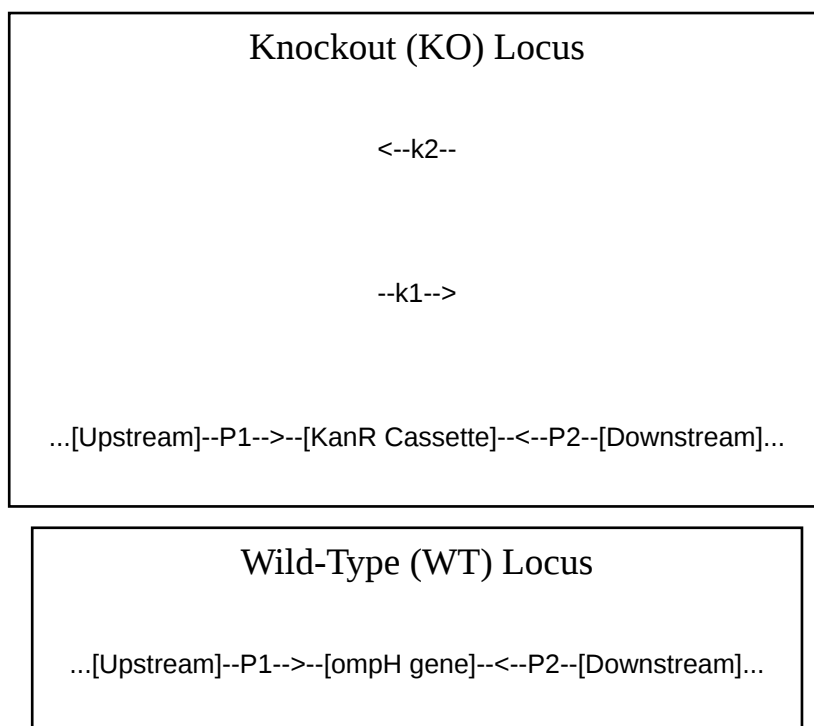 Knockout (KO) Locus
<--k2--
--k1-->
...[Upstream]--P1-->--[KanR Cassette]--<--P2--[Downstream]...
Wild-Type (WT) Locus
...[Upstream]--P1-->--[ompH gene]--<--P2--[Downstream]...